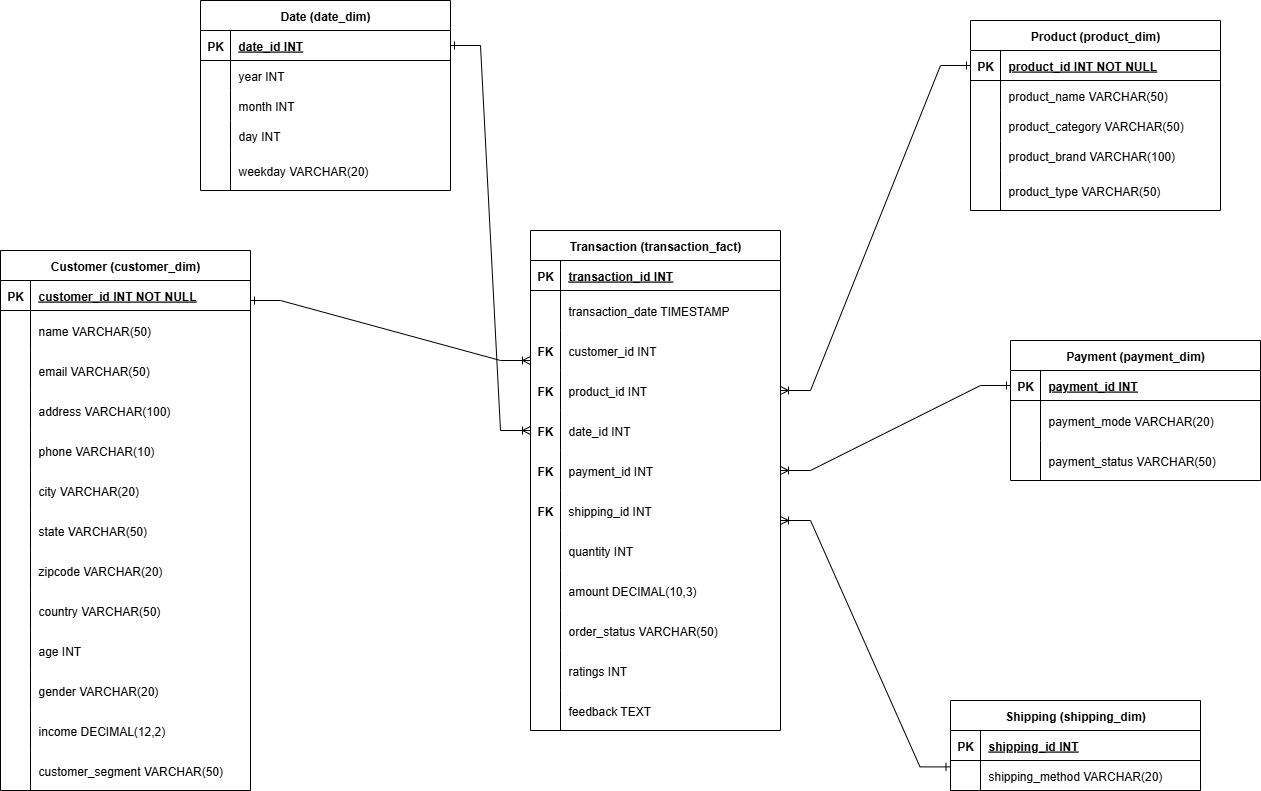 Date (date_dim)
PK date_id INT
year INT
month INT
day INT
weekday VARCHAR(20)
Product (product_dim)
PK product_id INT NOT NULL
product_name VARCHAR(50)
product_category VARCHAR(50)
product_brand VARCHAR(100)
product_type VARCHAR(50)
Customer (customer_dim)
PK customer_id INT NOT NULL
name VARCHAR(50)
email VARCHAR(50)
address VARCHAR(100)
phone VARCHAR(10)
city VARCHAR(20)
state VARCHAR(50)
zipcode VARCHAR(20)
country VARCHAR(50)
age INT
gender VARCHAR(20)
income DECIMAL(12,2)
customer_segment VARCHAR(50)
Transaction (transaction_fact)
PK transaction_id INT
transaction_date TIMESTAMP
FK customer_id INT
FK product_id INT
FK date_id INT
FK payment_id INT
FK shipping_id INT
quantity INT
amount DECIMAL(10,3)
order_status VARCHAR(50)
ratings INT
feedback TEXT
Payment (payment_dim)
PK payment_id INT
payment_mode VARCHAR(20)
payment_status VARCHAR(50)
Shipping (shipping_dim)
PK shipping_id INT
shipping_method VARCHAR(20)